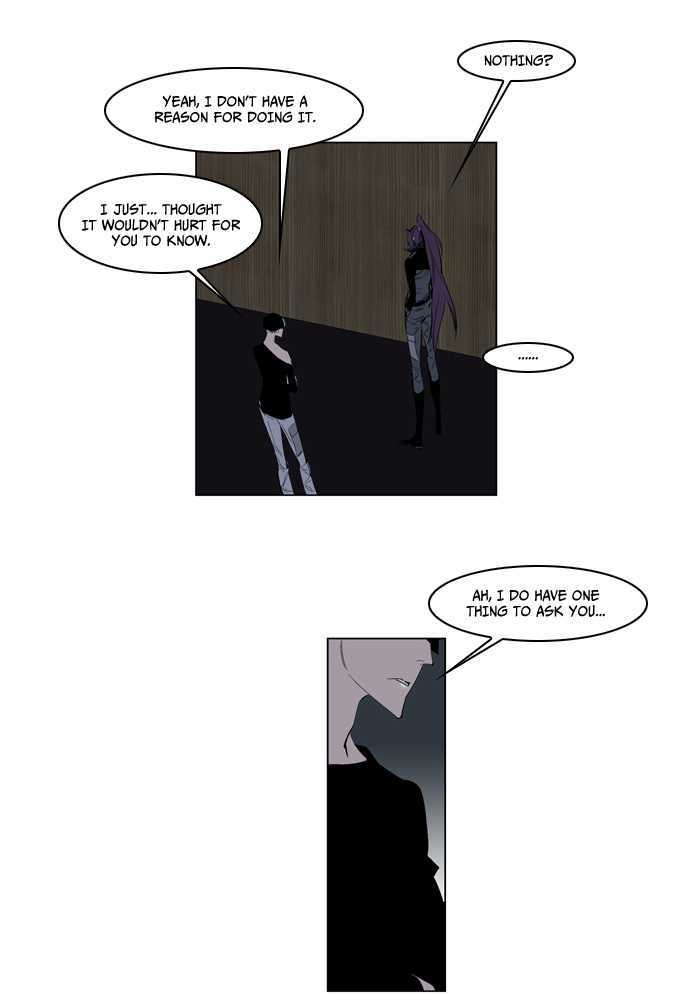 NOTHING?
YEAH, I DON'T HAVE A
REASON FOR DOING IT.
I JUST... THOUGHT
IT WOULDN'T HURT FOR
YOU TO KNOW.
......
AH, I DO HAVE ONE
THING TO ASK YOU...